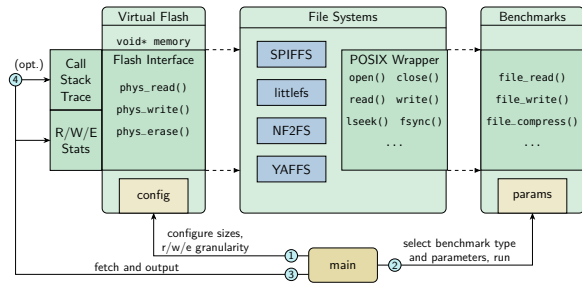 Virtual Flash
File Systems
Benchmarks
void* memory
(opt.)
4
Call
Stack
Trace
R/W/E
Stats
Flash Interface
phys_read()
phys_write()
phys_erase()
config
SPIFFS
littlefs
NF2FS
YAFFS
POSIX Wrapper
open() close()
read() write()
lseek() fsync()
...
file_read()
file_write()
file_compress()
...
params
configure sizes,
r/w/e granularity
1
fetch and output
3
main
2
select benchmark type
and parameters, run